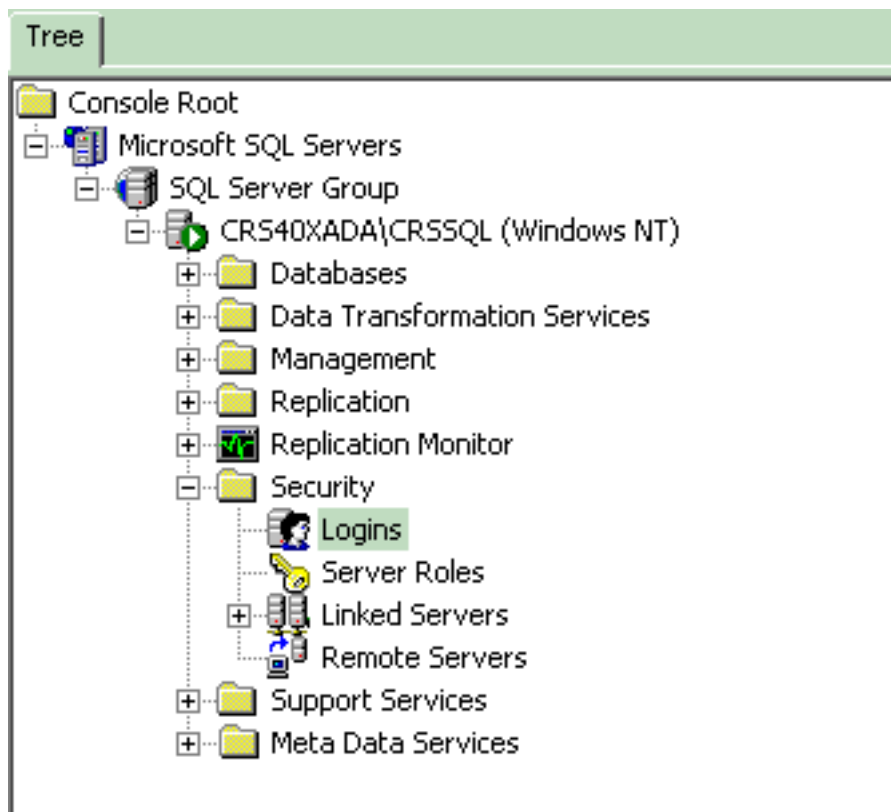 Tree
Console Root
Microsoft SQL Servers
SQL Server Group
CRS40XADA\CRSSQL (Windows NT)
Databases
Data Transformation Services
Management
Replication
Replication Monitor
Security
Logins
Server Roles
Linked Servers
Remote Servers
Support Services
Meta Data Services